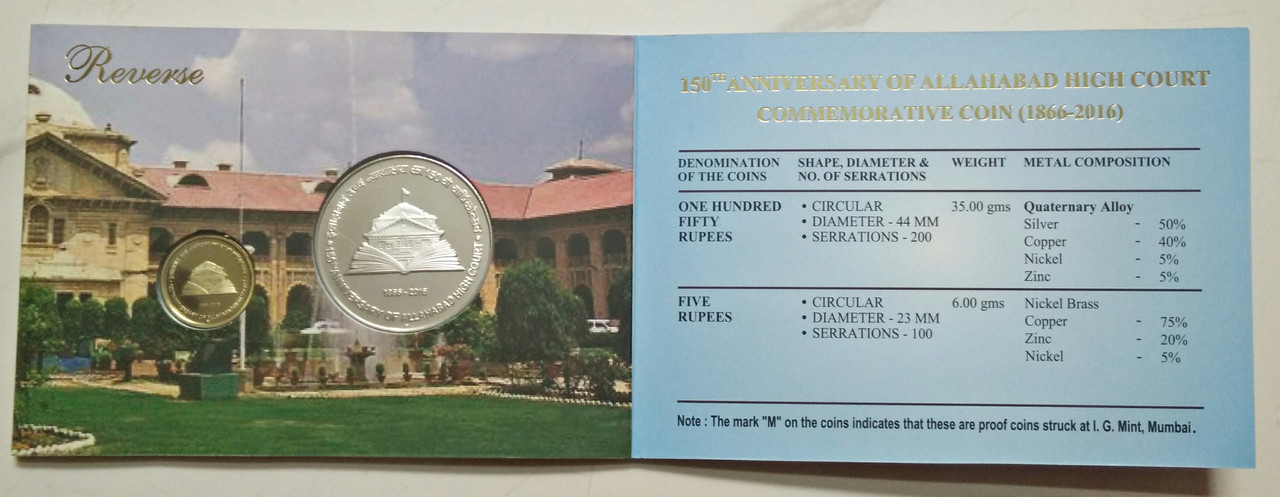 Reverse
१५०वीं
1866 - 2016
150TH ANNIVERSARY OF ALLAHABAD HIGH COURT
150TH ANNIVERSARY OF ALLAHABAD HIGH COURT
COMMEMORATIVE COIN (1866-2016)
DENOMINATION OF THE COINS SHAPE, DIAMETER & NO. OF SERRATIONS WEIGHT METAL COMPOSITION
ONE HUNDRED FIFTY RUPEES
• CIRCULAR
• DIAMETER - 44 MM
• SERRATIONS - 200
35.00 gms
Quaternary Alloy
Silver - 50%
Copper - 40%
Nickel - 5%
Zinc - 5%
FIVE RUPEES
• CIRCULAR
• DIAMETER - 23 MM
• SERRATIONS - 100
6.00 gms
Nickel Brass
Copper - 75%
Zinc - 20%
Nickel - 5%
Note : The mark "M" on the coins indicates that these are proof coins struck at I. G. Mint, Mumbai.